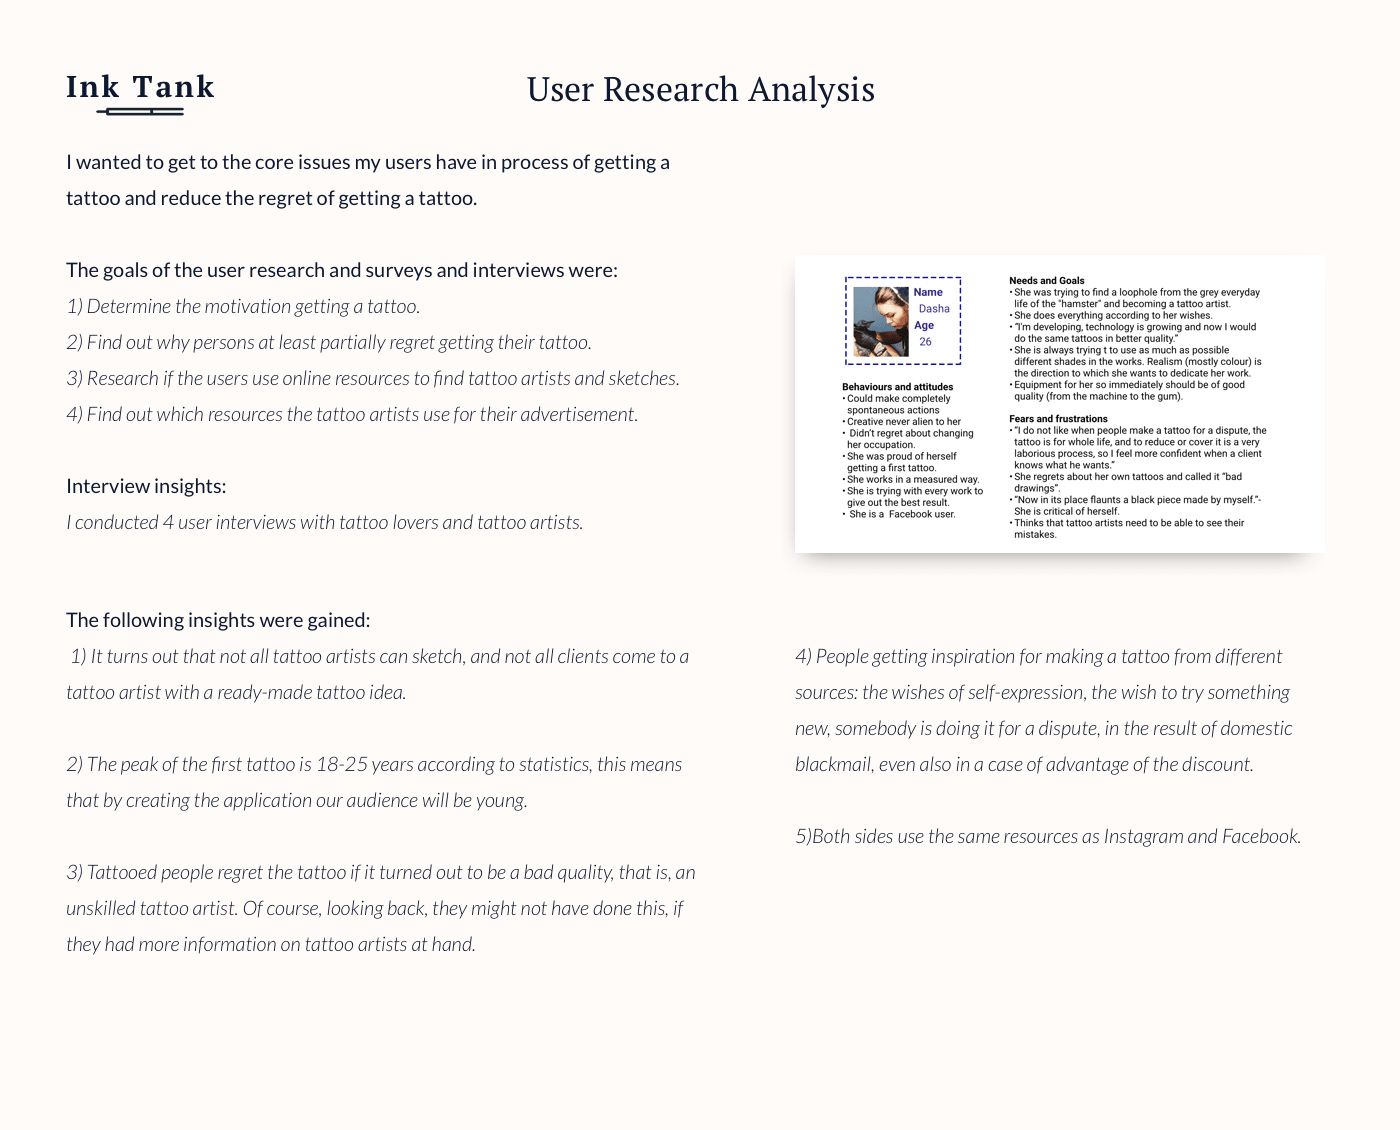 Ink Tank
User Research Analysis
I wanted to get to the core issues my users have in process of getting a
tattoo and reduce the regret of getting a tattoo.
The goals of the user research and surveys and interviews were:
1) Determine the motivation getting a tattoo.
2) Find out why persons at least partially regret getting their tattoo.
3) Research if the users use online resources to find tattoo artists and sketches.
4) Find out which resources the tattoo artists use for their advertisement.
Interview insights:
I conducted 4 user interviews with tattoo lovers and tattoo artists.
Name
Dasha
Age
26
Behaviours and attitudes
• Could make completely
spontaneous actions
• Creative never alien to her
• Didn't regret about changing
her occupation.
• She was proud of herself
getting a first tattoo.
• She works in a measured way.
• She is trying with every work to
give out the best result.
• She is a Facebook user.
Needs and Goals
• She was trying to find a loophole from the grey everyday
life of the "hamster" and becoming a tattoo artist.
• She does everything according to her wishes.
• "I'm developing, technology is growing and now I would
do the same tattoos in better quality."
• She is always trying t to use as much as possible
different shades in the works. Realism (mostly colour) is
the direction to which she wants to dedicate her work.
• Equipment for her so immediately should be of good
quality (from the machine to the gum).
Fears and frustrations
• "I do not like when people make a tattoo for a dispute, the
tattoo is for whole life, and to reduce or cover it is a very
laborious process, so I feel more confident when a client
knows what he wants."
• She regrets about her own tattoos and called it "bad
drawings".
• "Now in its place flaunts a black piece made by myself."-
She is critical of herself.
• Thinks that tattoo artists need to be able to see their
mistakes.
The following insights were gained:
1) It turns out that not all tattoo artists can sketch, and not all clients come to a
tattoo artist with a ready-made tattoo idea.
2) The peak of the first tattoo is 18-25 years according to statistics, this means
that by creating the application our audience will be young.
3) Tattooed people regret the tattoo if it turned out to be a bad quality, that is, an
unskilled tattoo artist. Of course, looking back, they might not have done this, if
they had more information on tattoo artists at hand.
4) People getting inspiration for making a tattoo from different
sources: the wishes of self-expression, the wish to try something
new, somebody is doing it for a dispute, in the result of domestic
blackmail, even also in a case of advantage of the discount.
5)Both sides use the same resources as Instagram and Facebook.